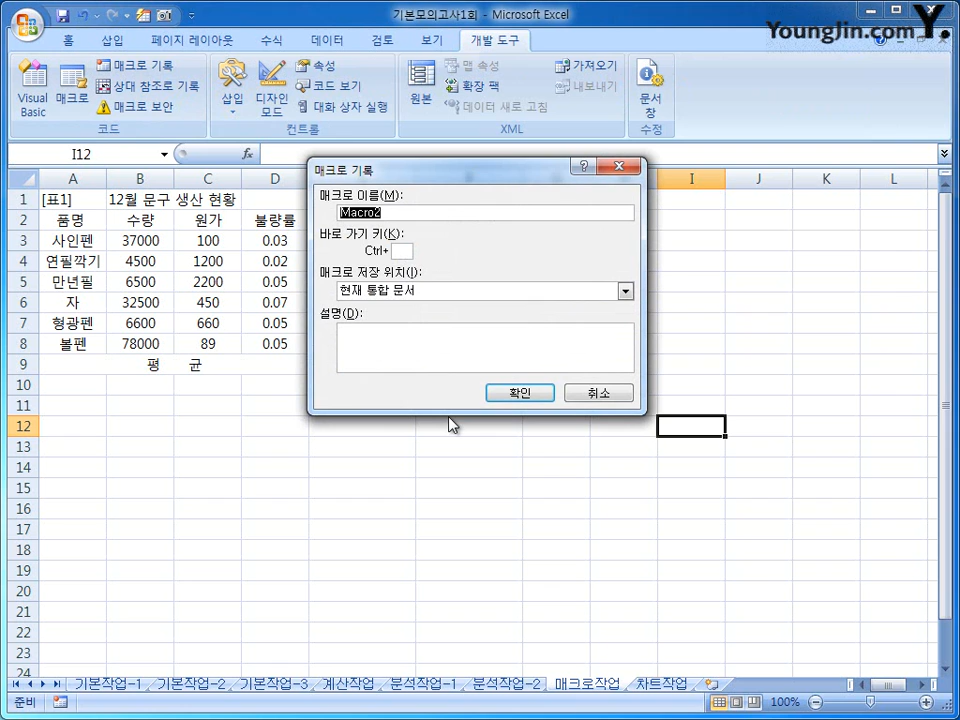 기본모의고사1회 - Microsoft Excel
YoungJin.com Y.
홈 삽입 페이지 레이아웃 수식 데이터 검토 보기 개발 도구
Visual Basic
매크로
매크로 기록
상대 참조로 기록
매크로 보안
코드
삽입
디자인 모드
속성
코드 보기
대화 상자 실행
컨트롤
원본
맵 속성
확장 팩
데이터 새로 고침
가져오기
내보내기
XML
문서 창
수정
I12 fx
A B C D I J K L
1 [표1] 12월 문구 생산 현황
2 품명 수량 원가 불량률
3 사인펜 37000 100 0.03
4 연필깍기 4500 1200 0.02
5 만년필 6500 2200 0.05
6 자 32500 450 0.07
7 형광펜 6600 660 0.05
8 볼펜 78000 89 0.05
9 평 균
10
11
12
13
14
15
16
17
18
19
20
21
22
23
24
매크로 기록
매크로 이름(M):
Macro2
바로 가기 키(K):
Ctrl+
매크로 저장 위치(I):
현재 통합 문서
설명(D):
확인 취소
기본작업-1 기본작업-2 기본작업-3 계산작업 분석작업-1 분석작업-2 매크로작업 차트작업
준비 100%